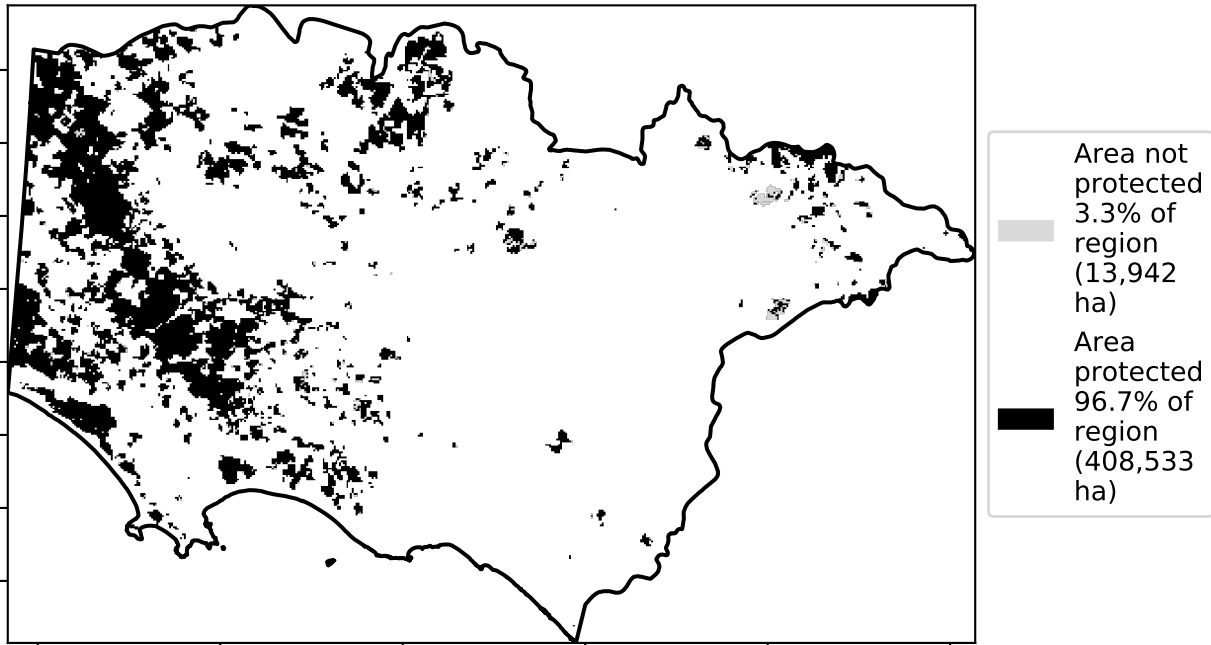 Area not
protected
3.3% of
region
(13,942
ha)
Area
protected
96.7% of
region
(408,533
ha)